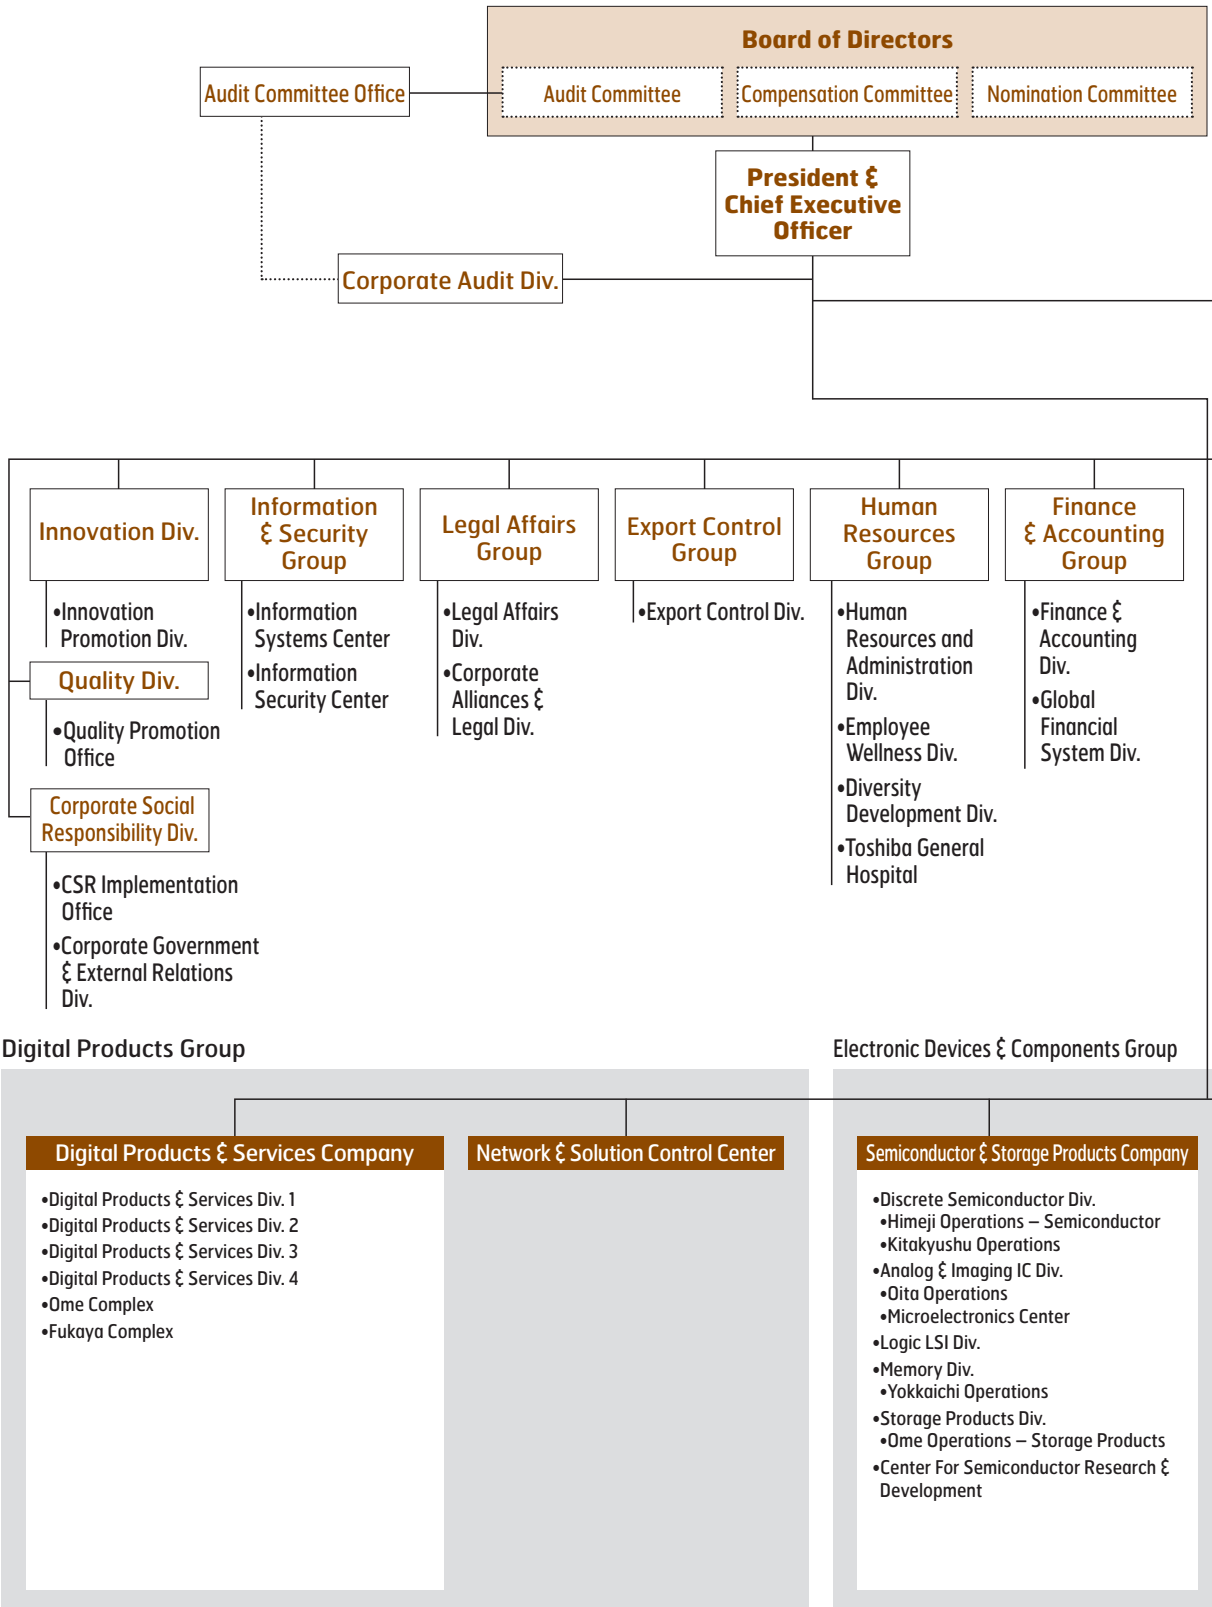 Board of Directors
Audit Committee Office
Audit Committee
Compensation Committee
Nomination Committee
President &
Chief Executive
Officer
Corporate Audit Div.
Innovation Div.
•Innovation
Promotion Div.
Quality Div.
•Quality Promotion
Office
Corporate Social
Responsibility Div.
•CSR Implementation
Office
•Corporate Government
& External Relations
Div.
Information
& Security
Group
•Information
Systems Center
•Information
Security Center
Legal Affairs
Group
•Legal Affairs
Div.
•Corporate
Alliances &
Legal Div.
Export Control
Group
•Export Control Div.
Human
Resources
Group
•Human
Resources and
Administration
Div.
•Employee
Wellness Div.
•Diversity
Development Div.
•Toshiba General
Hospital
Finance
& Accounting
Group
•Finance &
Accounting
Div.
•Global
Financial
System Div.
Digital Products Group
Digital Products & Services Company
•Digital Products & Services Div. 1
•Digital Products & Services Div. 2
•Digital Products & Services Div. 3
•Digital Products & Services Div. 4
•Ome Complex
•Fukaya Complex
Network & Solution Control Center
Electronic Devices & Components Group
Semiconductor & Storage Products Company
•Discrete Semiconductor Div.
•Himeji Operations – Semiconductor
•Kitakyushu Operations
•Analog & Imaging IC Div.
•Oita Operations
•Microelectronics Center
•Logic LSI Div.
•Memory Div.
•Yokkaichi Operations
•Storage Products Div.
•Ome Operations – Storage Products
•Center For Semiconductor Research &
Development